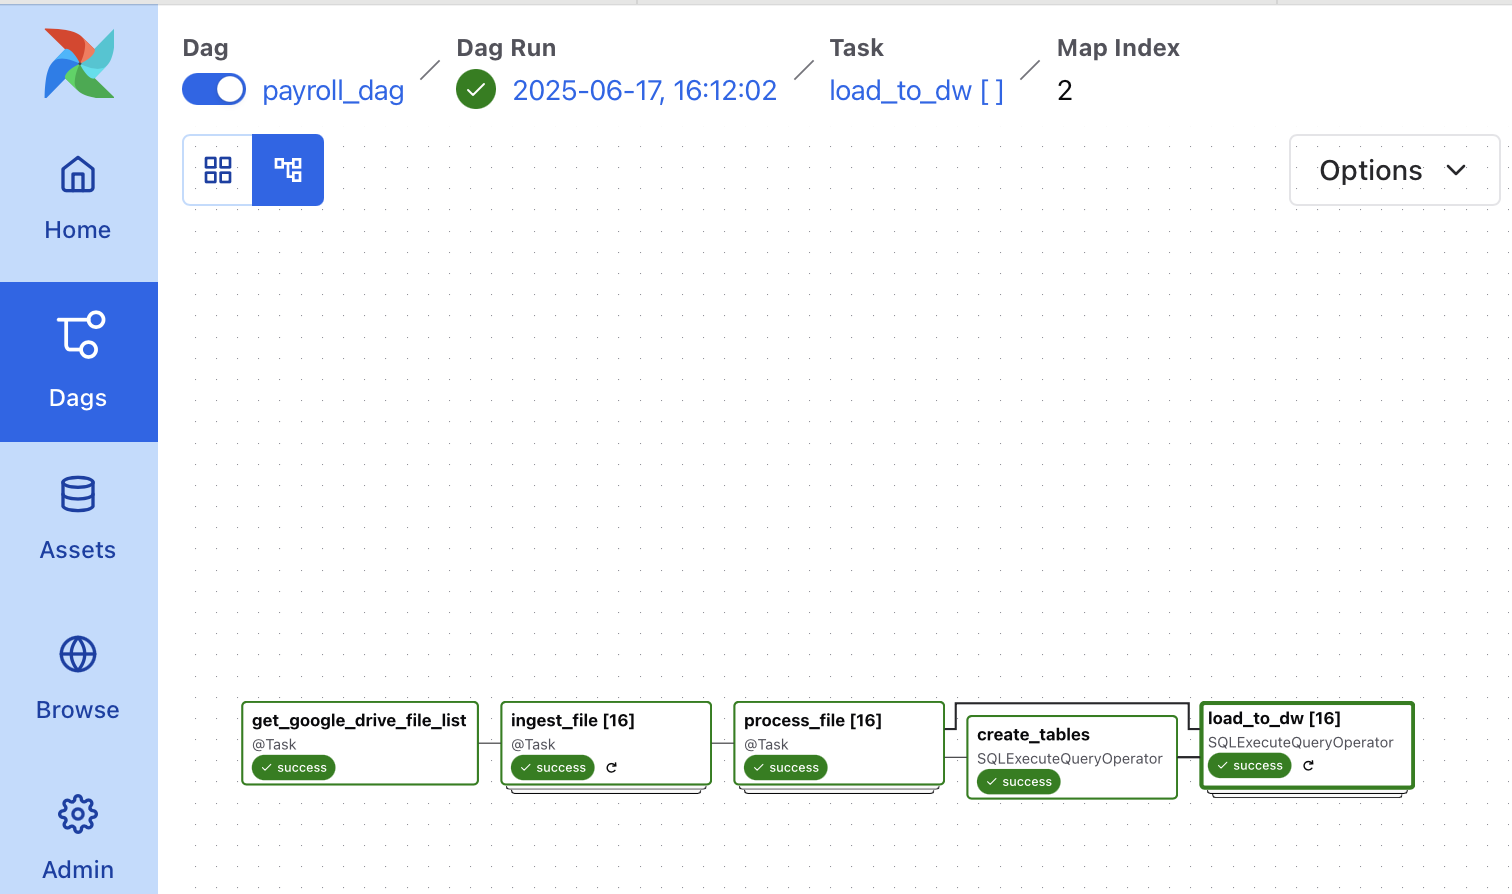 Dag
Dag Run
Task
Map Index
payroll_dag
2025-06-17, 16:12:02
load_to_dw [ ]
2
Options
Home
Dags
Assets
Browse
Admin
get_google_drive_file_list
@Task
success
ingest_file [16]
@Task
success
process_file [16]
@Task
success
create_tables
SQLExecuteQueryOperator
success
load_to_dw [16]
SQLExecuteQueryOperator
success